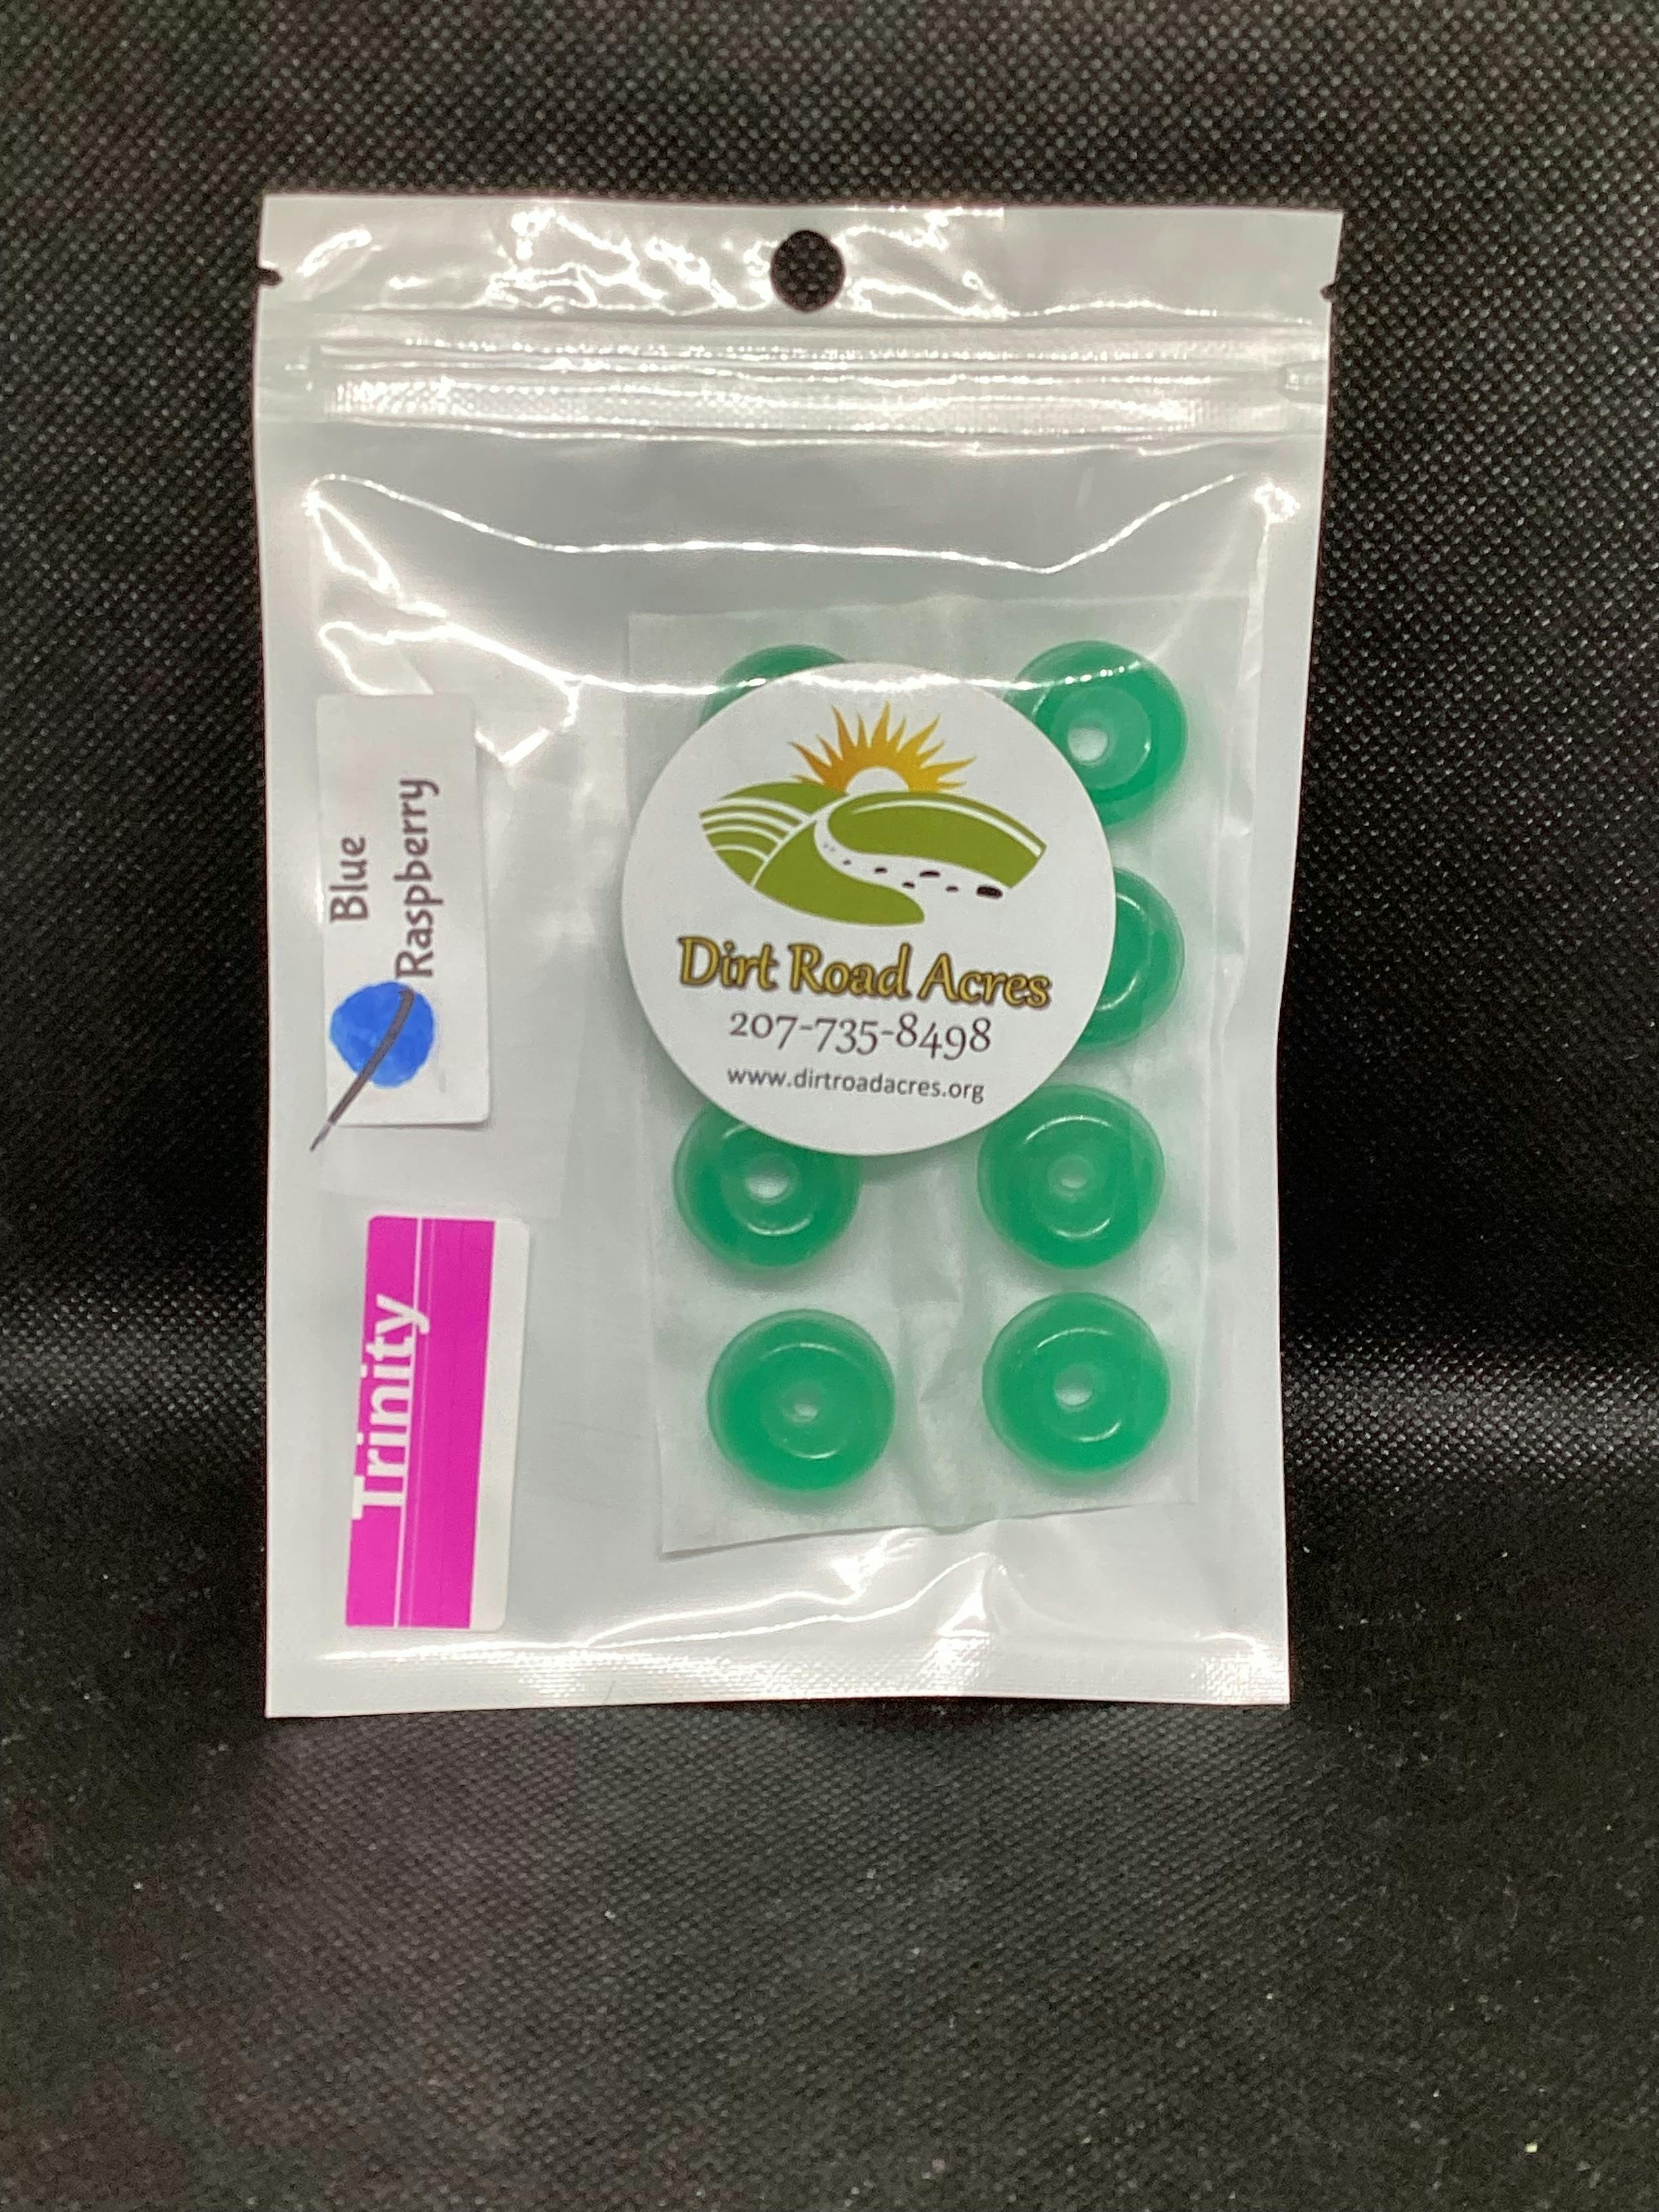 Blue
Raspberry
Trinity
Dirt Road Acres
207-735-8498
www.dirtroadacres.org